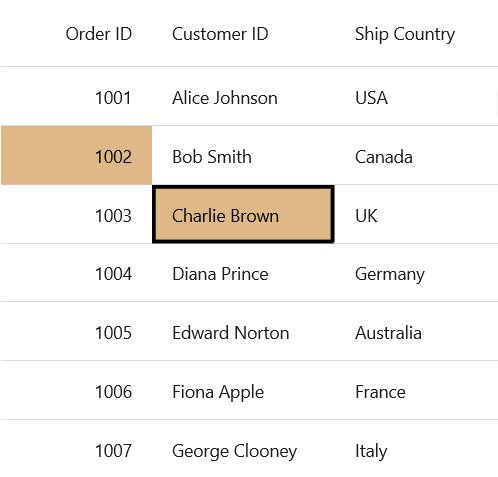 Order ID Customer ID Ship Country
1001 Alice Johnson USA
1002 Bob Smith Canada
1003 Charlie Brown UK
1004 Diana Prince Germany
1005 Edward Norton Australia
1006 Fiona Apple France
1007 George Clooney Italy